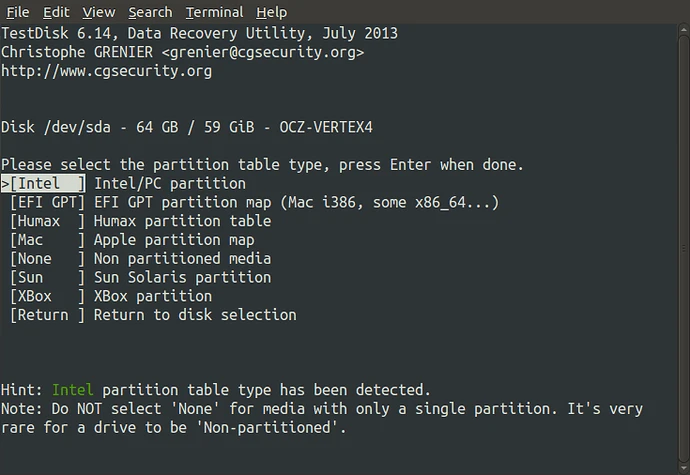 File Edit View Search Terminal Help
TestDisk 6.14, Data Recovery Utility, July 2013
Christophe GRENIER <grenier@cgsecurity.org>
http://www.cgsecurity.org
Disk /dev/sda - 64 GB / 59 GiB - OCZ-VERTEX4
Please select the partition table type, press Enter when done.
>[Intel  ] Intel/PC partition
 [EFI GPT] EFI GPT partition map (Mac i386, some x86_64...)
 [Humax  ] Humax partition table
 [Mac    ] Apple partition map
 [None   ] Non partitioned media
 [Sun    ] Sun Solaris partition
 [XBox   ] XBox partition
 [Return ] Return to disk selection
Hint: Intel partition table type has been detected.
Note: Do NOT select 'None' for media with only a single partition. It's very
rare for a drive to be 'Non-partitioned'.